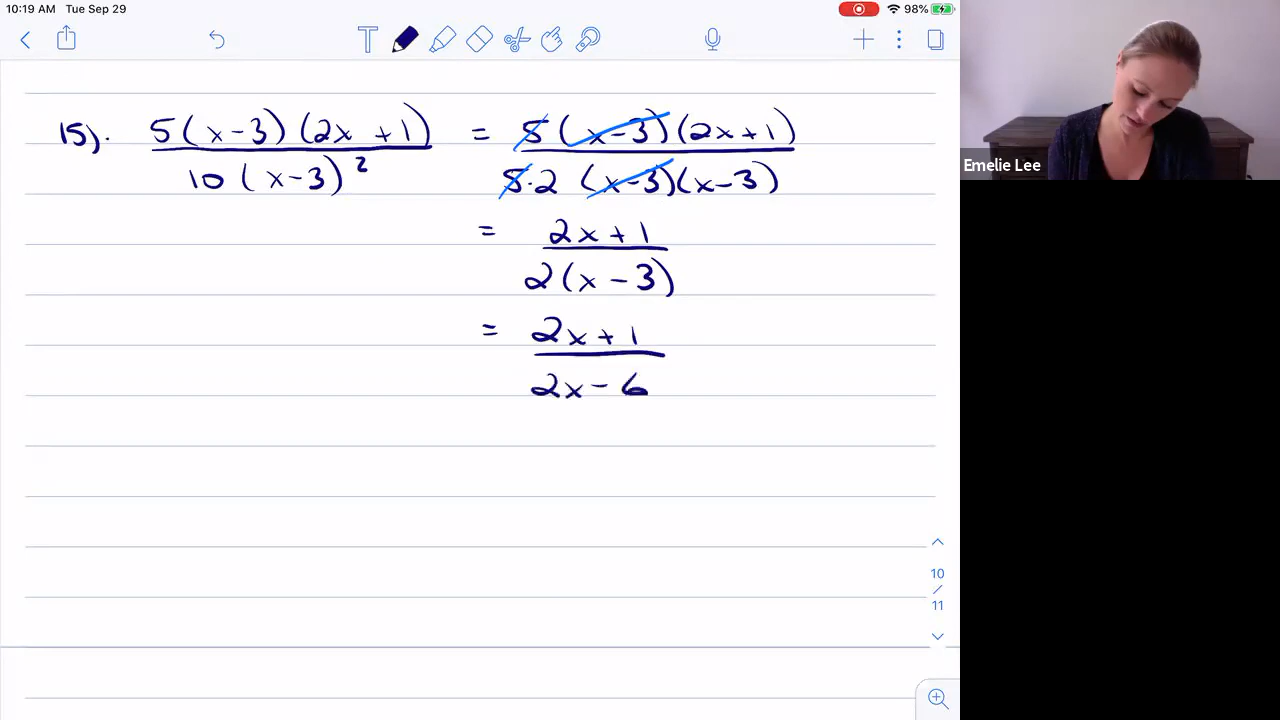 10:19 AM Tue Sep 29
98%
T
15). 5(x-3)(2x+1) = 5(x-3)(2x+1)
10(x-3)² 5·2(x-3)(x-3)
= 2x+1
2(x-3)
= 2x+1
2x-6
10
/
11
Emelie Lee